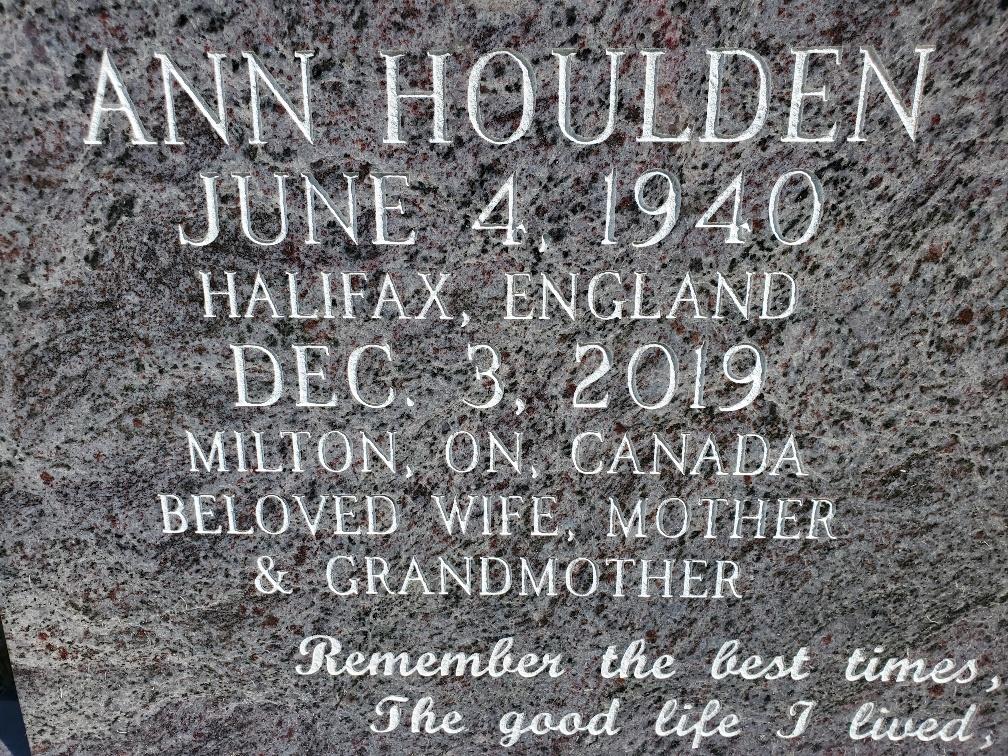 ANN HOULDEN
JUNE 4, 1940
HALIFAX, ENGLAND
DEC. 3, 2019
MILTON, ON, CANADA
BELOVED WIFE, MOTHER
& GRANDMOTHER
Remember the best times,
The good life I lived,